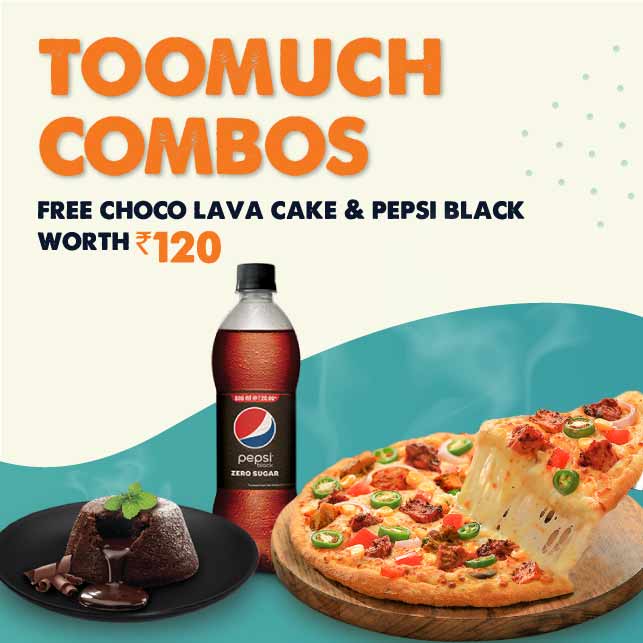 TOOMUCH
COMBOS
FREE CHOCO LAVA CAKE & PEPSI BLACK
WORTH ₹120
pepsi
black
ZERO SUGAR